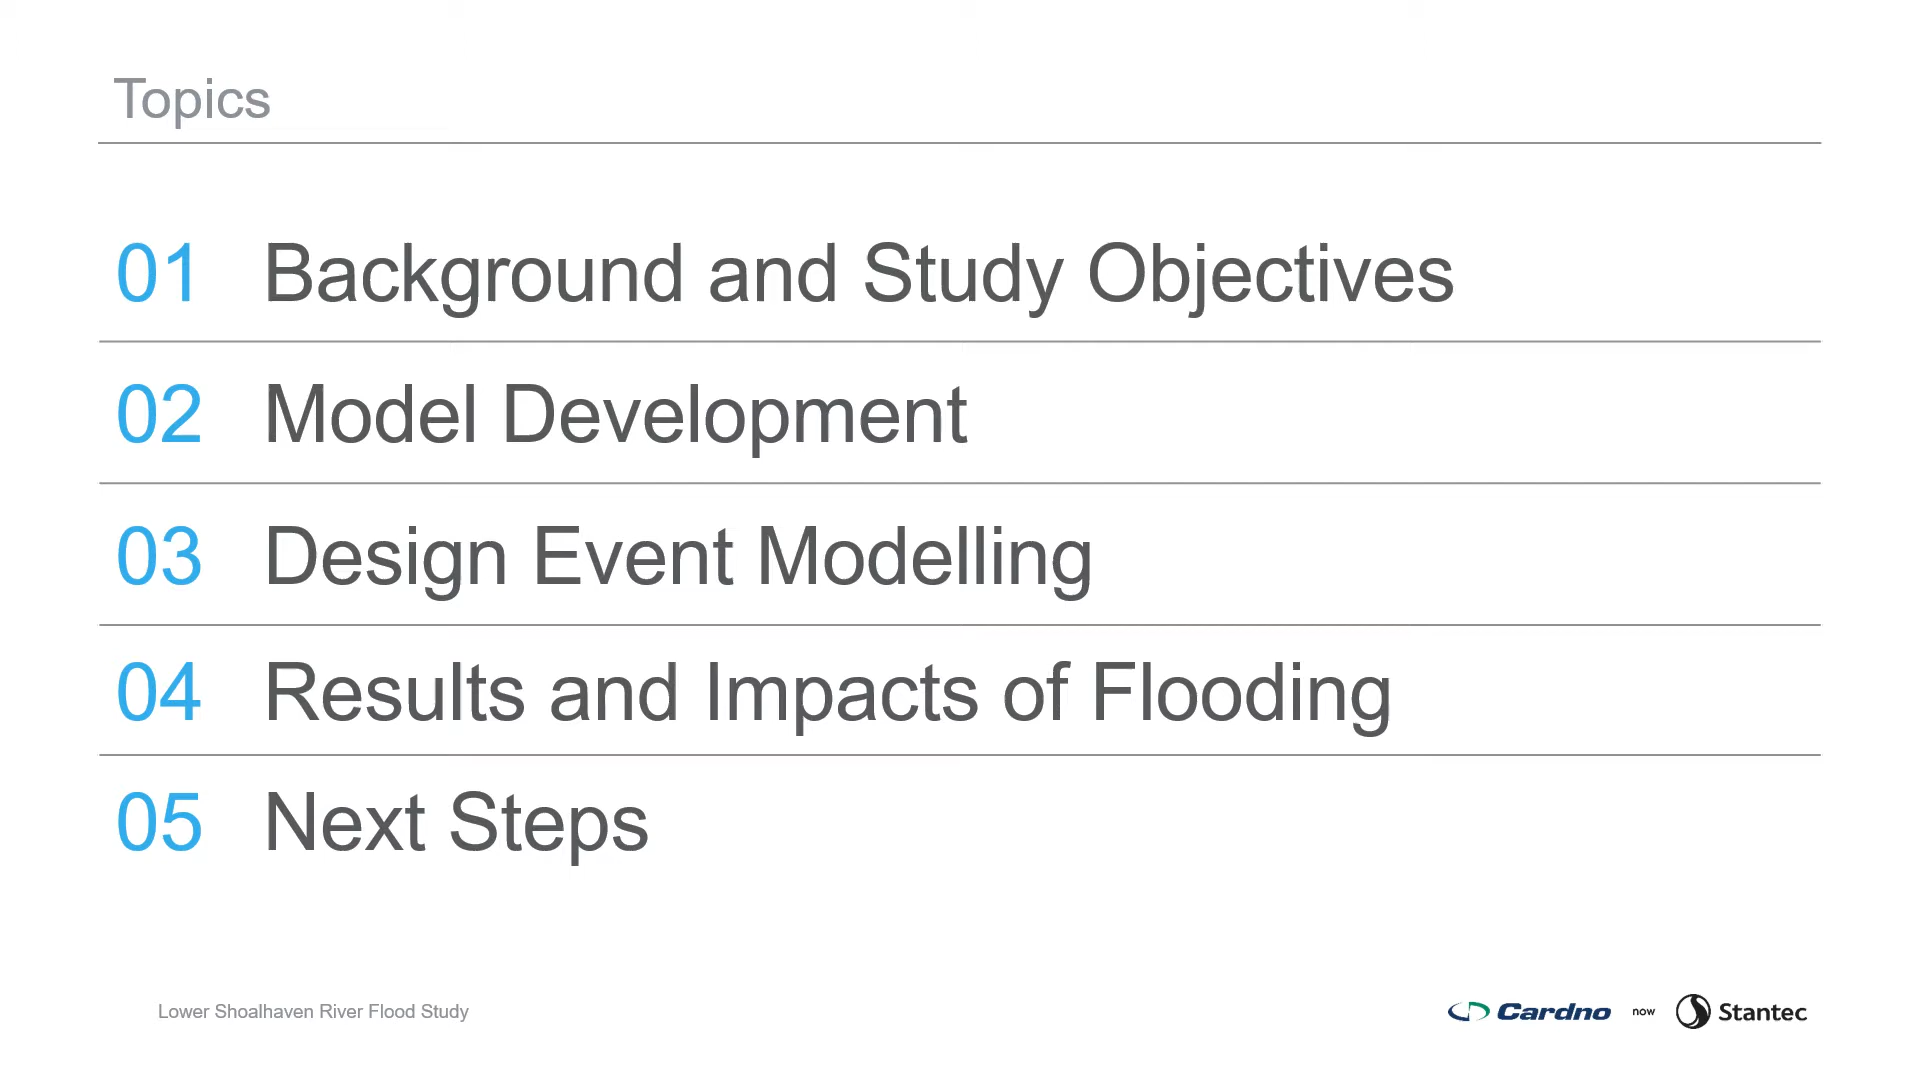 Topics
01 Background and Study Objectives
02 Model Development
03 Design Event Modelling
04 Results and Impacts of Flooding
05 Next Steps
Lower Shoalhaven River Flood Study
Cardno now Stantec